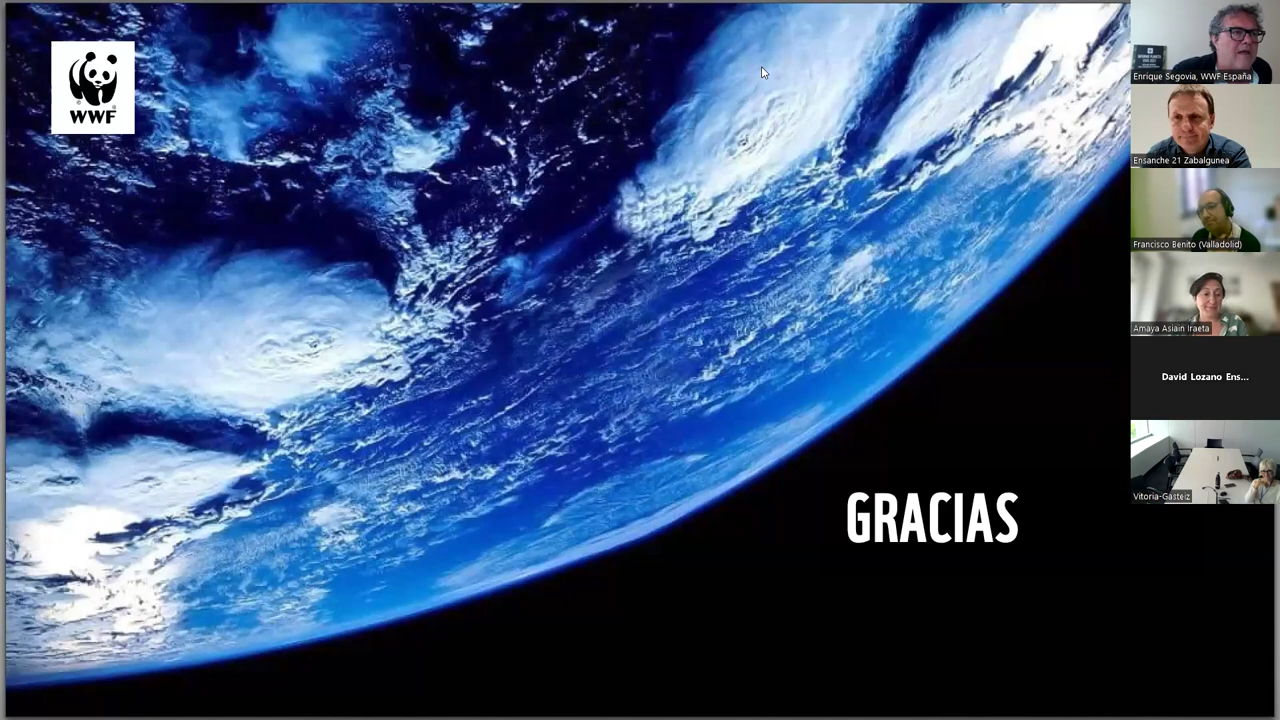 WWF
GRACIAS
Enrique Segovia, WWF España
Ensanche 21 Zabalgunea
Francisco Benito (Valladolid)
Amaya Asiain Iraeta
David Lozano Ens...
Vitoria-Gasteiz